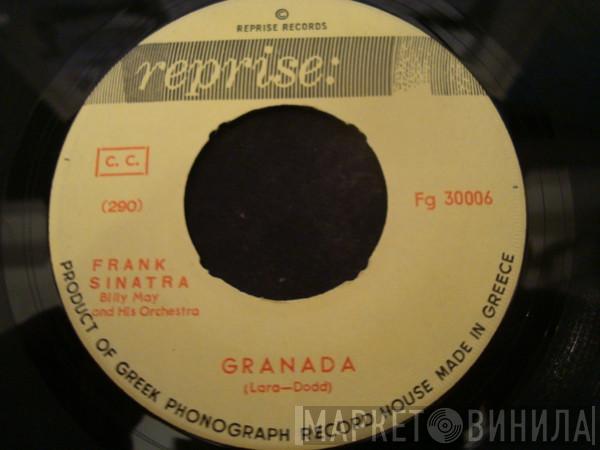 ©
REPRISE RECORDS
reprise:
C. C.
(290)
Fg 30006
FRANK
SINATRA
Billy May
and His Orchestra
GRANADA
(Lara—Dodd)
PRODUCT OF GREEK PHONOGRAPH RECORD HOUSE MADE IN GREECE
МАРКЕТ ВИНИЛА